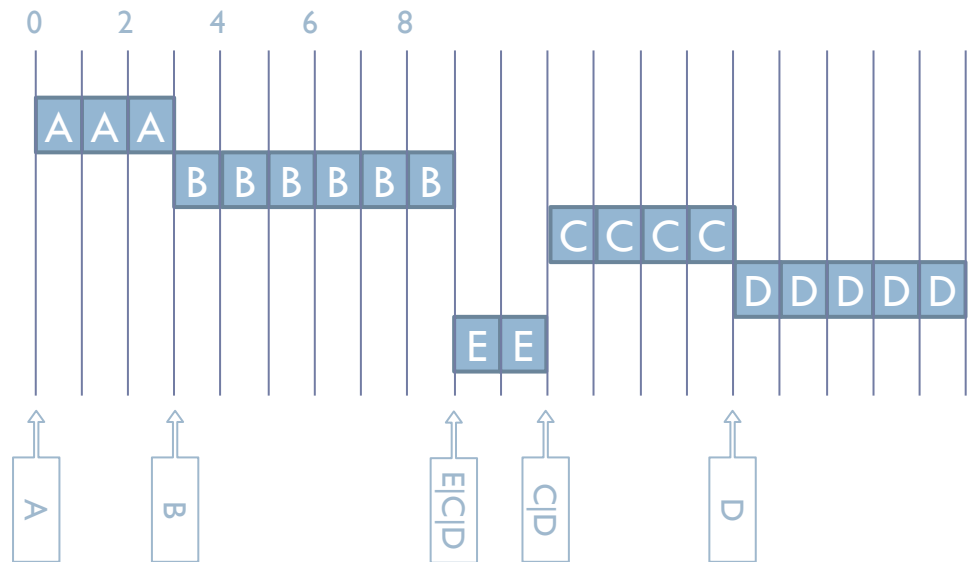 0 2 4 6 8
A A A
B B B B B B
C C C C
D D D D D
E E
A
B
E|C|D
C|D
D